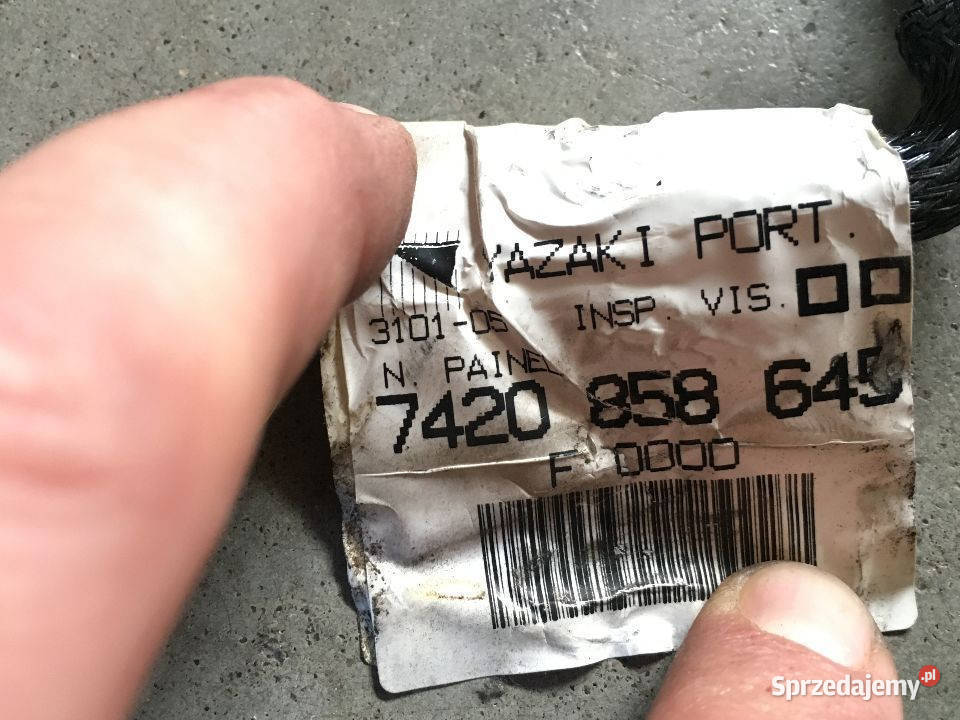 YAZAKI PORT.
3101-05 INSP. VIS.
N. PAINEL
7420 858 645
F 0000
Sprzedajemy.pl